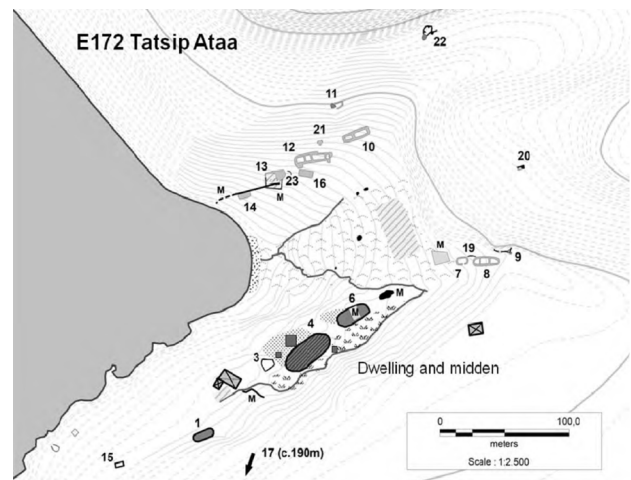 E172 Tatsip Ataa
22
11
21
10
12
20
13
23
16
M
M
14
M
19
9
7
8
6
M
M
4
3
Dwelling and midden
M
1
0
100,0
meters
17 (c.190m)
15
Scale : 1:2.500